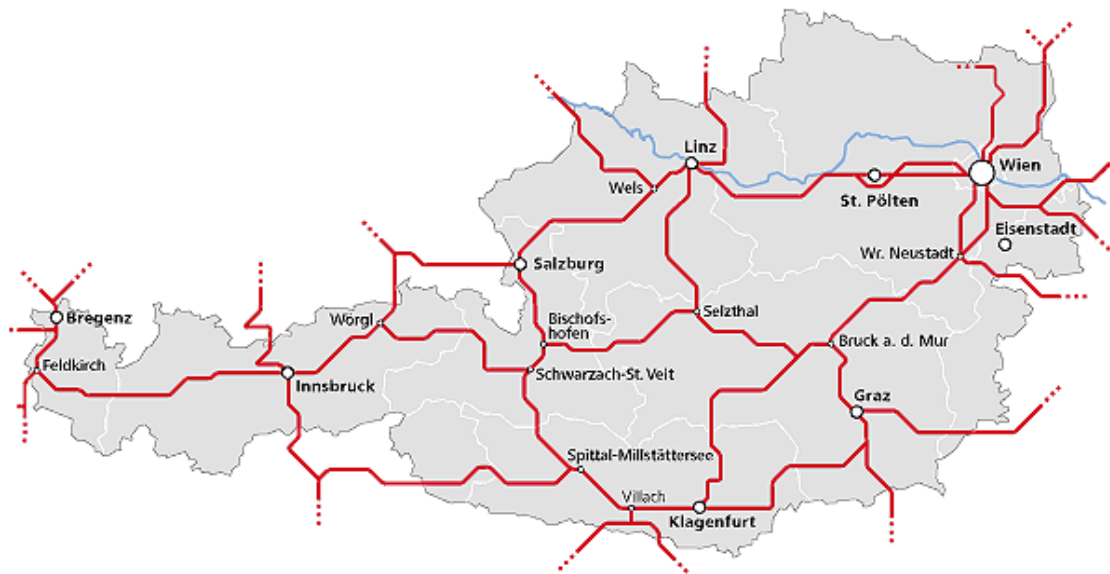 Linz
Wien
Wels
St. Pölten
Eisenstadt
Wr. Neustadt
Salzburg
Bregenz
Wörgl
Bischofs-
hofen
Selzthal
Bruck a. d. Mur
Feldkirch
Innsbruck
Schwarzach-St. Veit
Graz
Spittal-Millstättersee
Villach
Klagenfurt